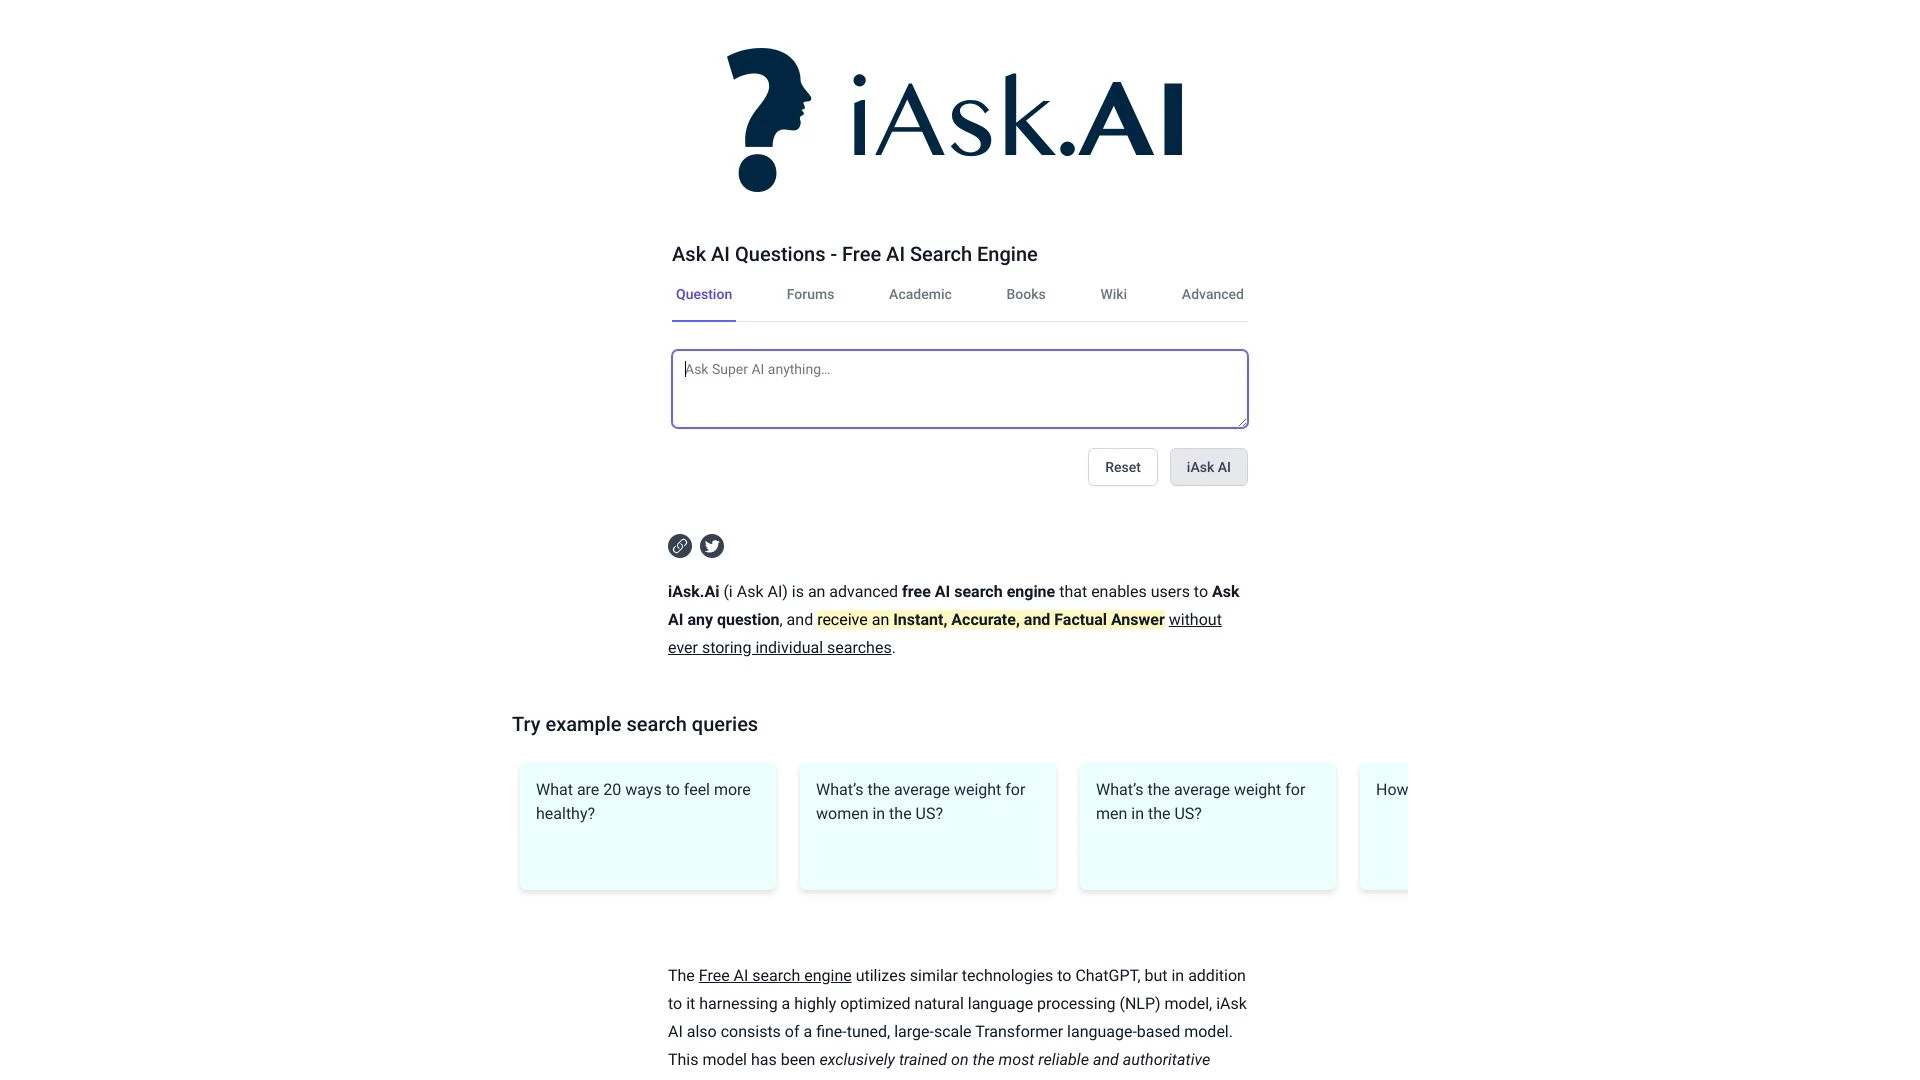 iAsk.AI
Ask AI Questions - Free AI Search Engine
Question Forums Academic Books Wiki Advanced
Ask Super AI anything...
Reset iAsk AI
iAsk.Ai (i Ask AI) is an advanced free AI search engine that enables users to Ask
AI any question, and receive an Instant, Accurate, and Factual Answer without
ever storing individual searches.
Try example search queries
What are 20 ways to feel more
healthy?
What’s the average weight for
women in the US?
What’s the average weight for
men in the US?
How
The Free AI search engine utilizes similar technologies to ChatGPT, but in addition
to it harnessing a highly optimized natural language processing (NLP) model, iAsk
AI also consists of a fine-tuned, large-scale Transformer language-based model.
This model has been exclusively trained on the most reliable and authoritative